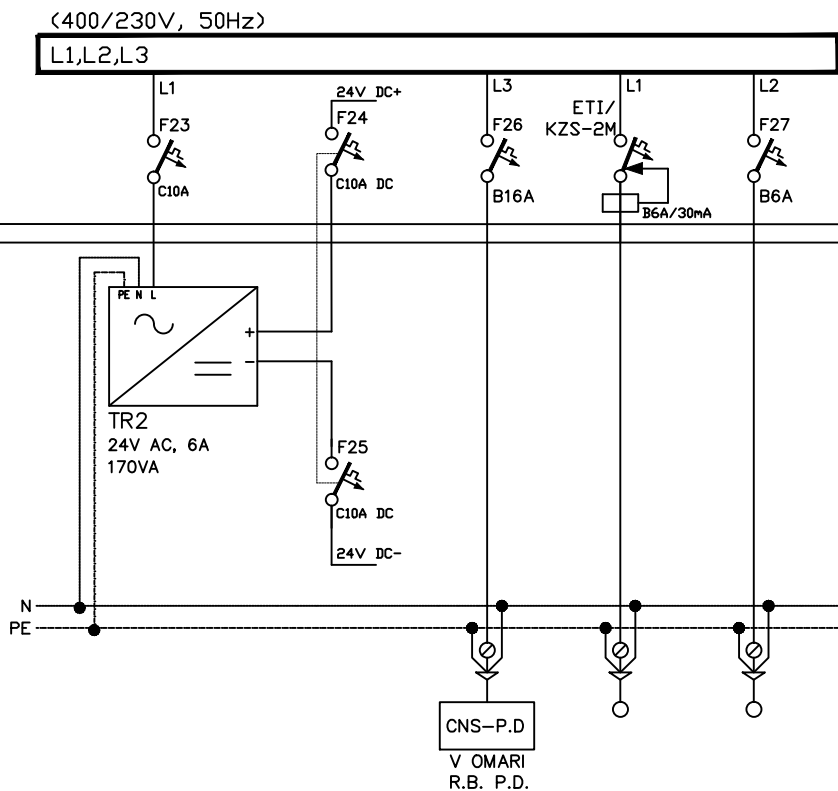 (400/230V, 50Hz)
L1,L2,L3
L1
24V DC+
L3
L1
L2
F23
F24
F26
ETI/
KZS-2M
F27
C10A
C10A DC
B16A
B6A/30mA
B6A
PE N L
+
-
TR2
24V AC, 6A
170VA
F25
C10A DC
24V DC-
N
PE
CNS-P.D
V OMARI
R.B. P.D.